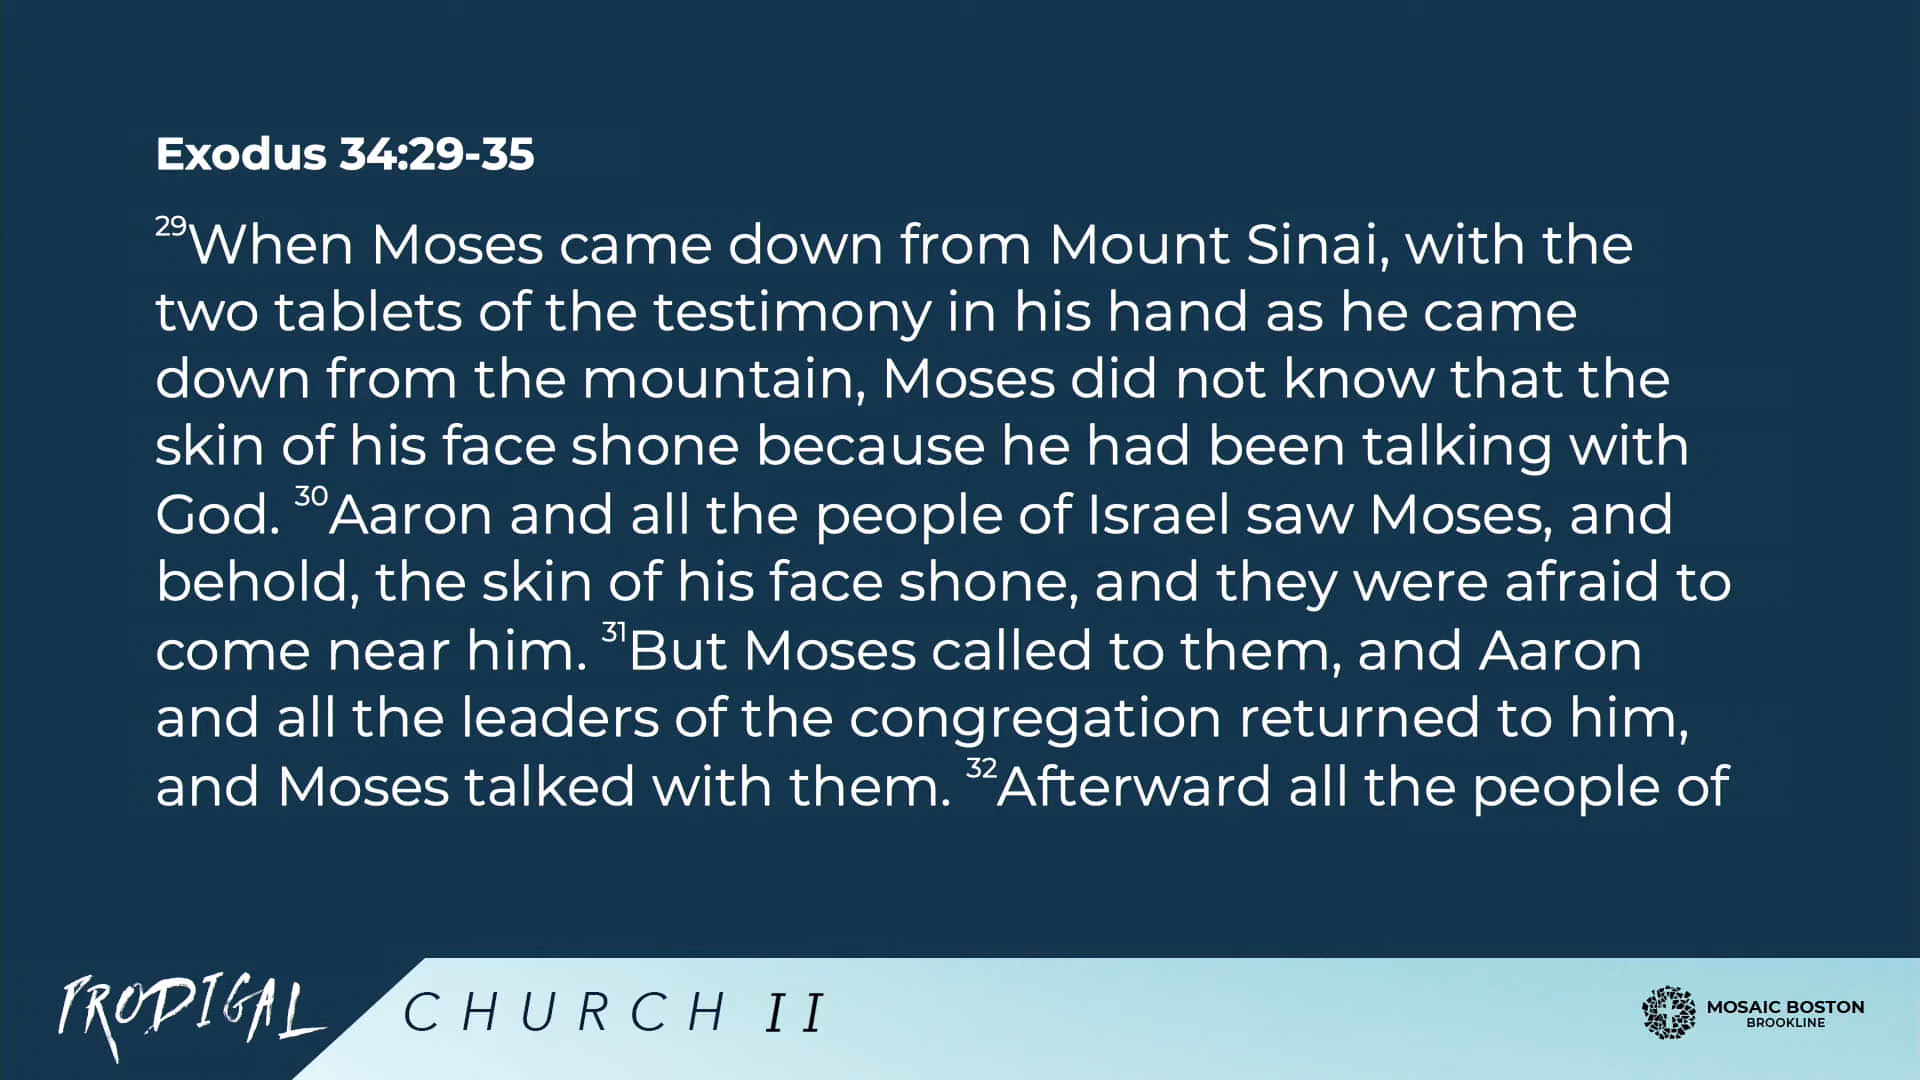 Exodus 34:29-35
29When Moses came down from Mount Sinai, with the
two tablets of the testimony in his hand as he came
down from the mountain, Moses did not know that the
skin of his face shone because he had been talking with
God. 30Aaron and all the people of Israel saw Moses, and
behold, the skin of his face shone, and they were afraid to
come near him. 31But Moses called to them, and Aaron
and all the leaders of the congregation returned to him,
and Moses talked with them. 32Afterward all the people of
PRODIGAL CHURCH II
MOSAIC BOSTON
BROOKLINE